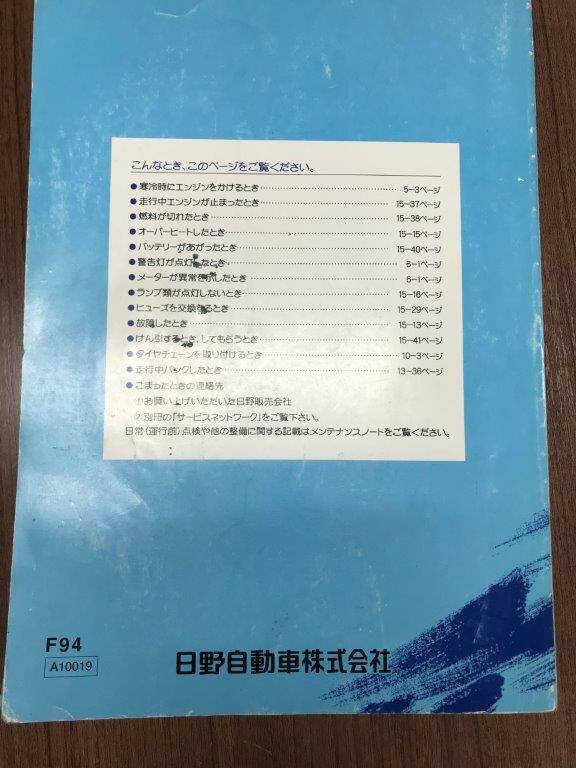 こんなとき、このページをご覧ください。
●寒冷時にエンジンをかけるとき……5-3ページ
●走行中エンジンが止まったとき……15-37ページ
●燃料が切れたとき……15-38ページ
●オーバーヒートしたとき……15-15ページ
●バッテリーがあがったとき……15-40ページ
●警告灯が点灯したとき……6-1ページ
●メーターが異常を示したとき……6-1ページ
●ランプ類が点灯しないとき……15-16ページ
●ヒューズを交換するとき……15-29ページ
●故障したとき……15-13ページ
●けん引するとき、してもらうとき……15-41ページ
●タイヤチェーンを取り付けるとき……10-3ページ
●走行中パンクしたとき……13-36ページ
●こまったときの連絡先
①お買い上げいただいた日野販売会社
②別冊の「サービスネットワーク」をご覧下さい。
日常(運行前)点検や他の整備に関する記載はメンテナンスノートをご覧ください。
F94
A10019
日野自動車株式会社